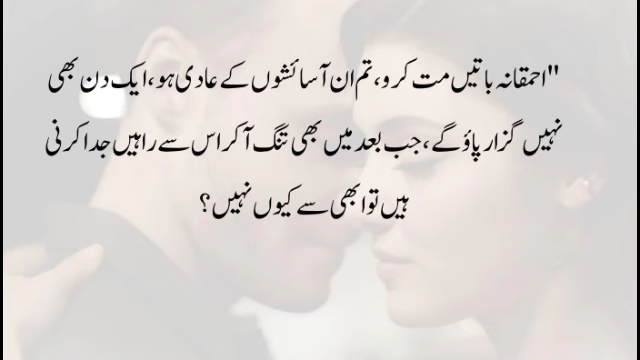 "احمقانہ باتیں مت کرو، تم ان آسائشوں کے عادی ہو، ایک دن بھی
نہیں گزار پاؤ گے، جب بعد میں بھی تنگ آ کر اس سے راہیں جدا کرنی
ہیں تو ابھی سے کیوں نہیں؟